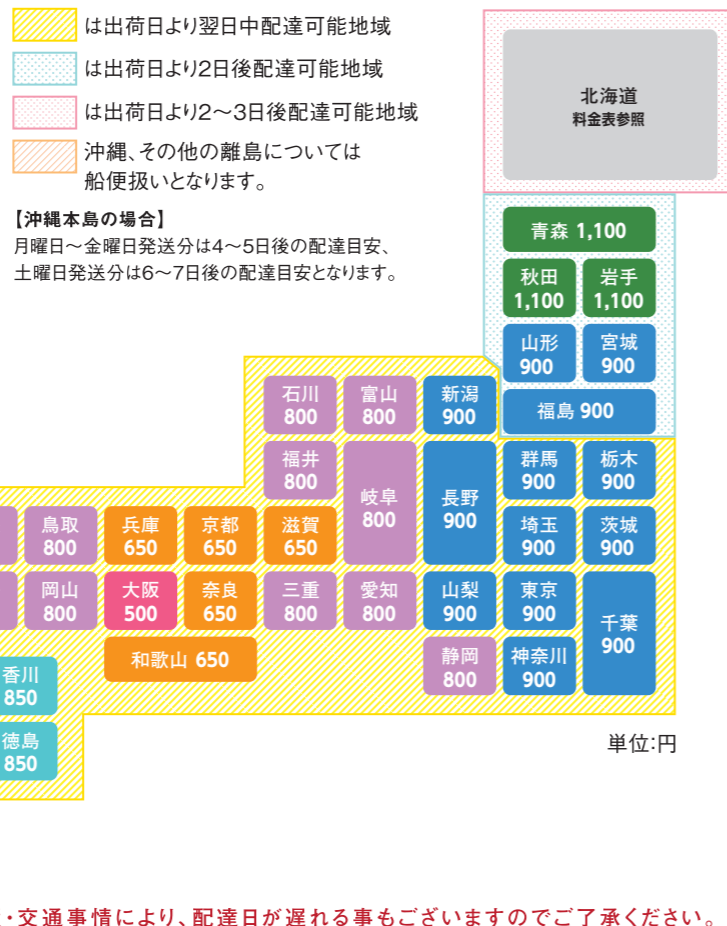 は出荷日より翌日中配達可能地域
は出荷日より2日後配達可能地域
は出荷日より2〜3日後配達可能地域
沖縄、その他の離島については
船便扱いとなります。
【沖縄本島の場合】
月曜日〜金曜日発送分は4〜5日後の配達目安、
土曜日発送分は6〜7日後の配達目安となります。
北海道
料金表参照
青森 1,100
秋田
1,100
岩手
1,100
山形
900
宮城
900
福島 900
石川
800
富山
800
新潟
900
福井
800
岐阜
800
長野
900
群馬
900
栃木
900
鳥取
800
兵庫
650
京都
650
滋賀
650
埼玉
900
茨城
900
岡山
800
大阪
500
奈良
650
三重
800
愛知
800
山梨
900
東京
900
千葉
900
和歌山 650
静岡
800
神奈川
900
香川
850
徳島
850
単位:円
・交通事情により、配達日が遅れる事もございますのでご了承ください。